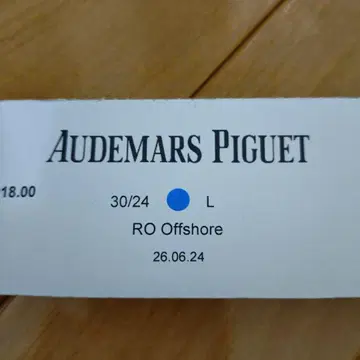 AUDEMARS PIGUET
18.00
30/24 L
RO Offshore
26.06.24